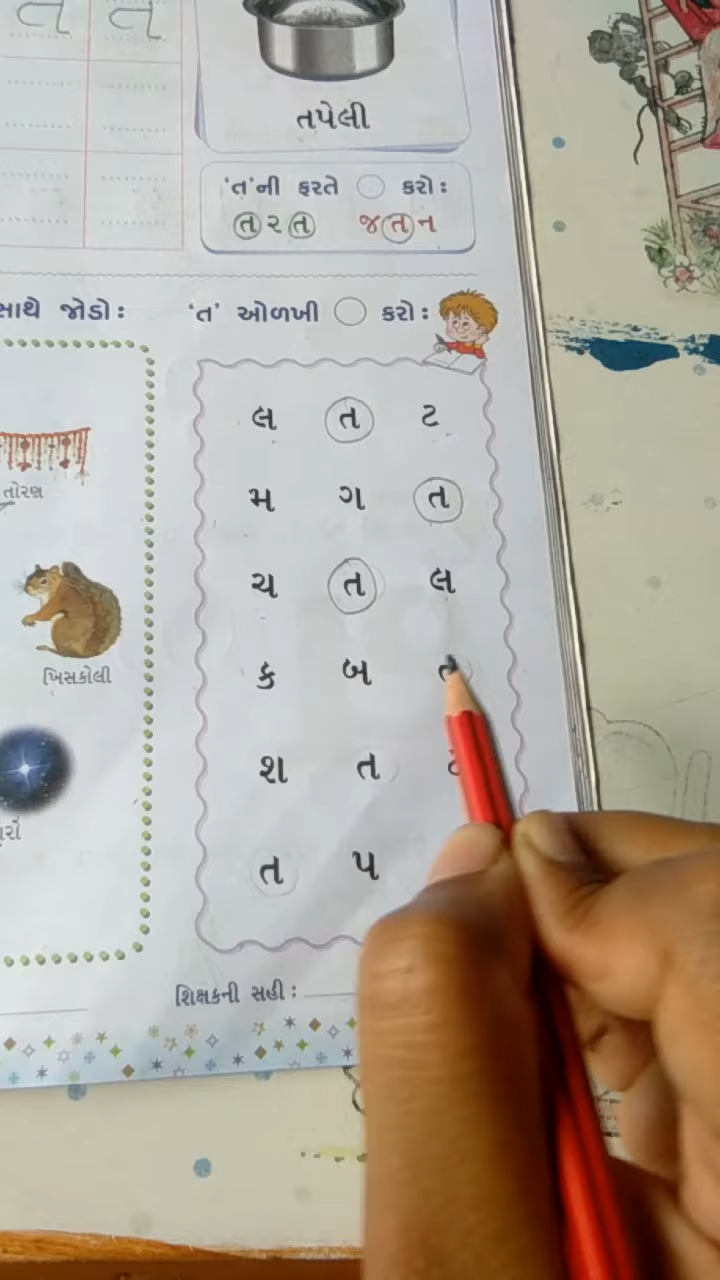 ત ત
તપેલી
'ત'ની ફરતે ○ કરો :
ત ર ત જ ત ન
સાથે જોડો :
'ત' ઓળખી ○ કરો :
લ ત ટ
મ ગ ત
તોરણ
ચ ત લ
ક બ ત
ખિસકોલી
શ ત
ત પ
શિક્ષકની સહી :